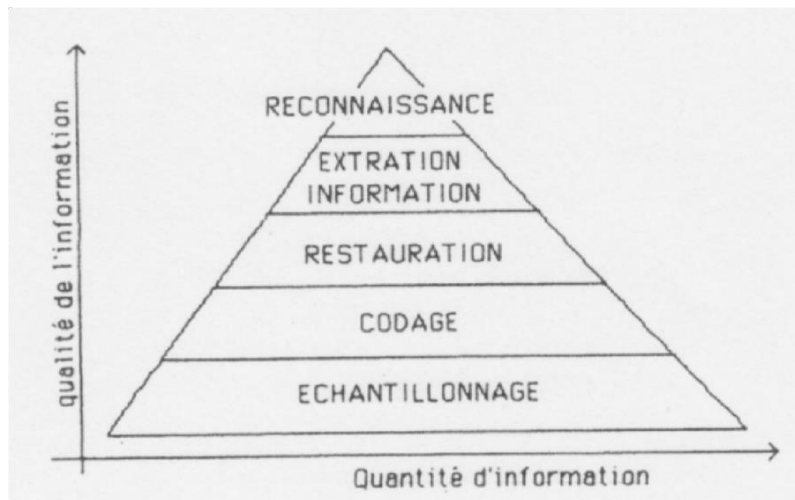 RECONNAISSANCE
EXTRATION
INFORMATION
RESTAURATION
CODAGE
ECHANTILLONNAGE
qualité de l'information
Quantité d'information